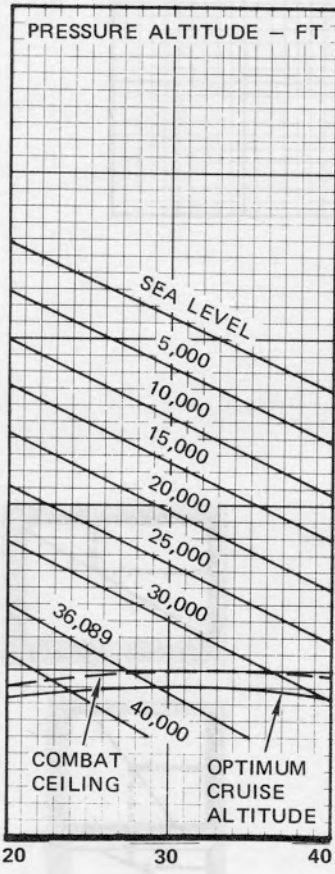 PRESSURE ALTITUDE – FT
SEA LEVEL
5,000
10,000
15,000
20,000
25,000
30,000
36,089
40,000
COMBAT
CEILING
OPTIMUM
CRUISE
ALTITUDE
20 30 40